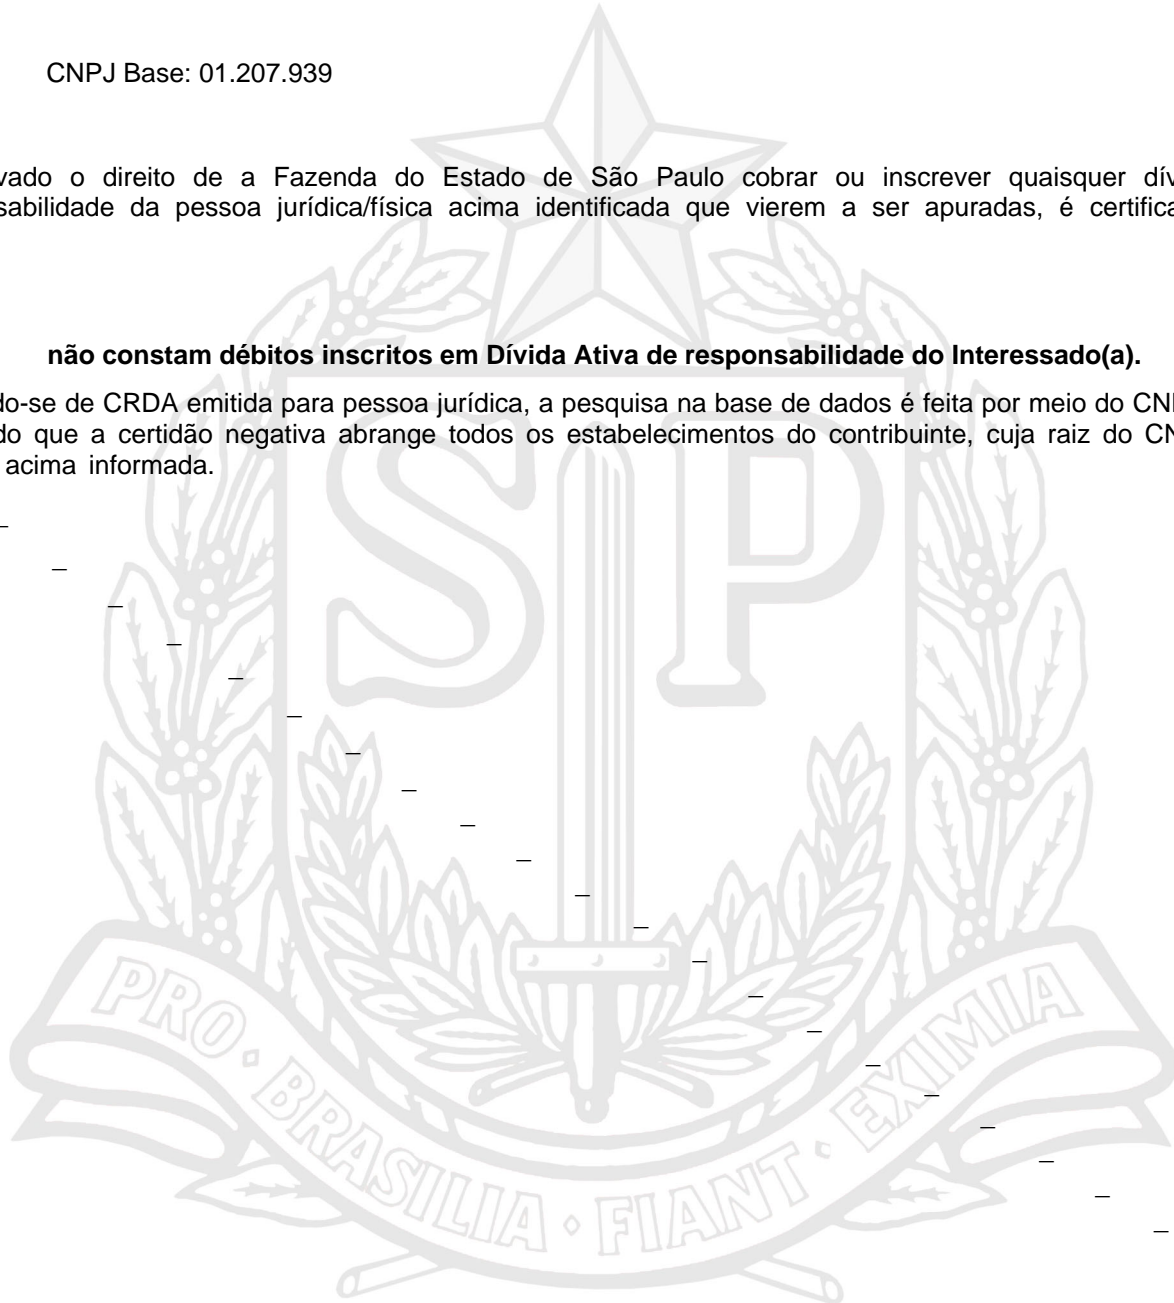 CNPJ Base: 01.207.939
vado o direito de a Fazenda do Estado de São Paulo cobrar ou inscrever quaisquer dív
sabilidade da pessoa jurídica/física acima identificada que vierem a ser apuradas, é certifica
não constam débitos inscritos em Dívida Ativa de responsabilidade do Interessado(a).
do-se de CRDA emitida para pessoa jurídica, a pesquisa na base de dados é feita por meio do CN
do que a certidão negativa abrange todos os estabelecimentos do contribuinte, cuja raiz do CN
acima informada.
SP
PRO · BRASILIA · FIANT · EXIMIA